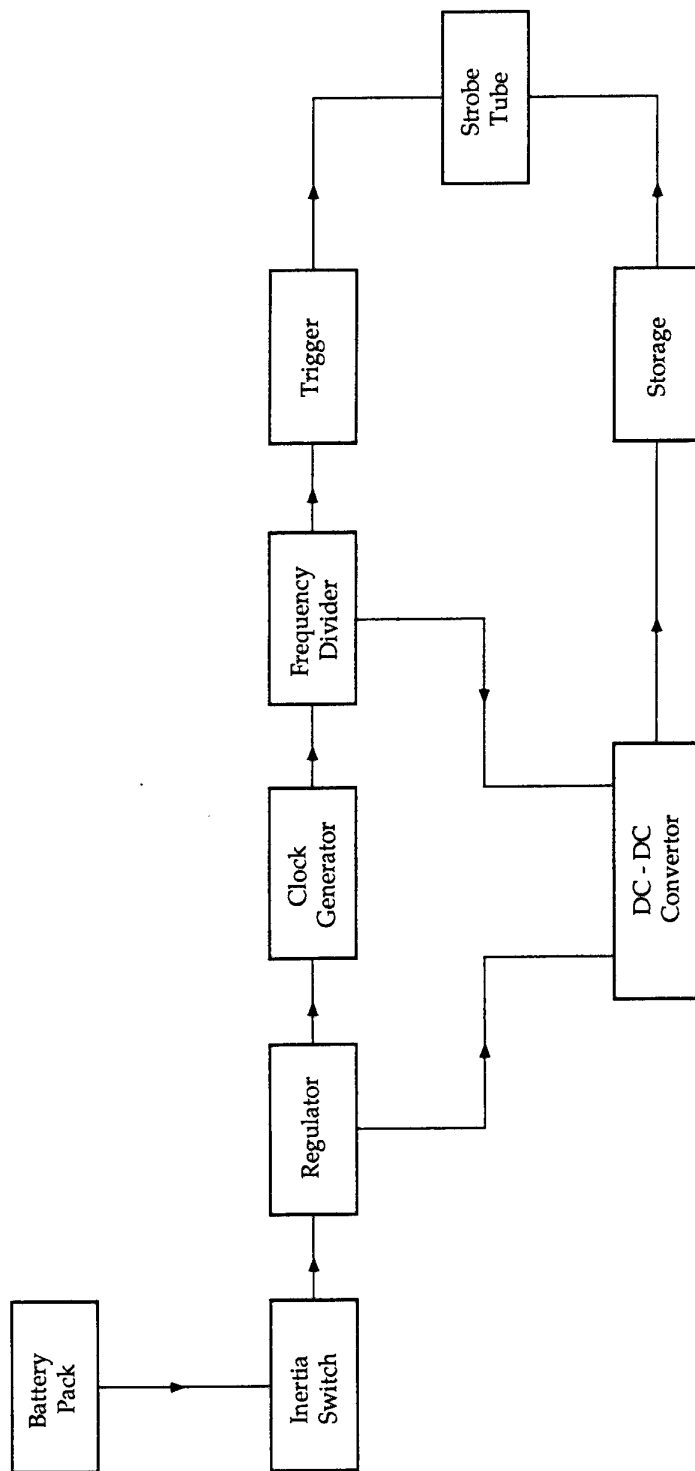 Battery
Pack
Inertia
Switch
Regulator
Clock
Generator
Frequency
Divider
Trigger
Strobe
Tube
DC - DC
Convertor
Storage